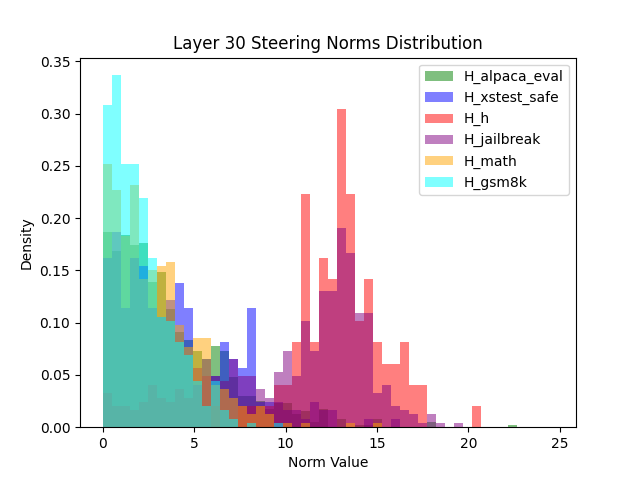 Layer 30 Steering Norms Distribution
0.35
0.30
0.25
0.20
0.15
0.10
0.05
0.00
Density
H_alpaca_eval
H_xstest_safe
H_h
H_jailbreak
H_math
H_gsm8k
0 5 10 15 20 25
Norm Value